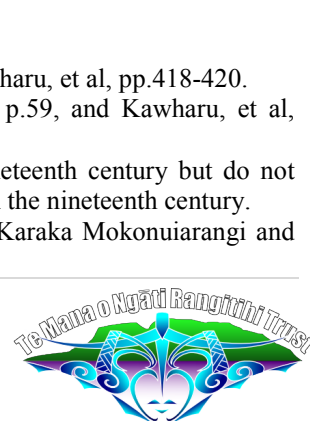 haru, et al, pp.418-420.
p.59, and Kawharu, et al,
eteenth century but do not
the nineteenth century.
Karaka Mokonuiarangi and
Te Mana o Ngāti Rangitihi Trust